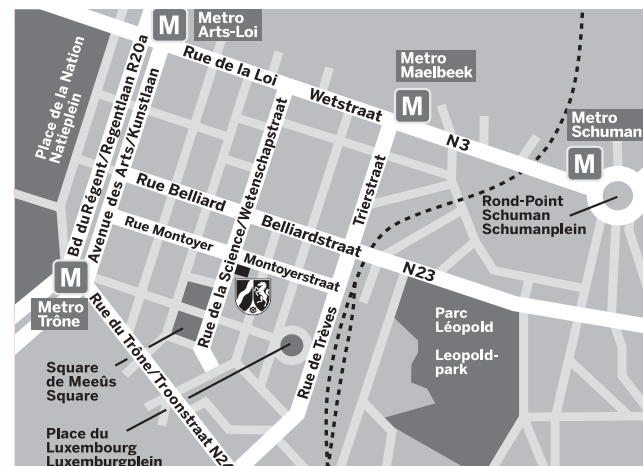 M
Metro
Arts-Loi
Rue de la Loi
Wetstraat
Metro
Maelbeek
M
N3
Metro
Schuman
M
Rond-Point
Schuman
Schumanplein
Place de la Nation
Natieplein
Bd du Régent/Regentlaan R20a
Avenue des Arts/Kunstlaan
Rue Belliard
Belliardstraat
N23
Rue Montoyer
Montoyerstraat
Rue de la Science/Wetenschapstraat
Trierstraat
Rue de Trèves
M
Metro
Trône
Rue du Trône/Troonstraat N24
Parc
Léopold
Leopold-
park
Square
de Meeûs
Square
Place du
Luxembourg
Luxemburgplein